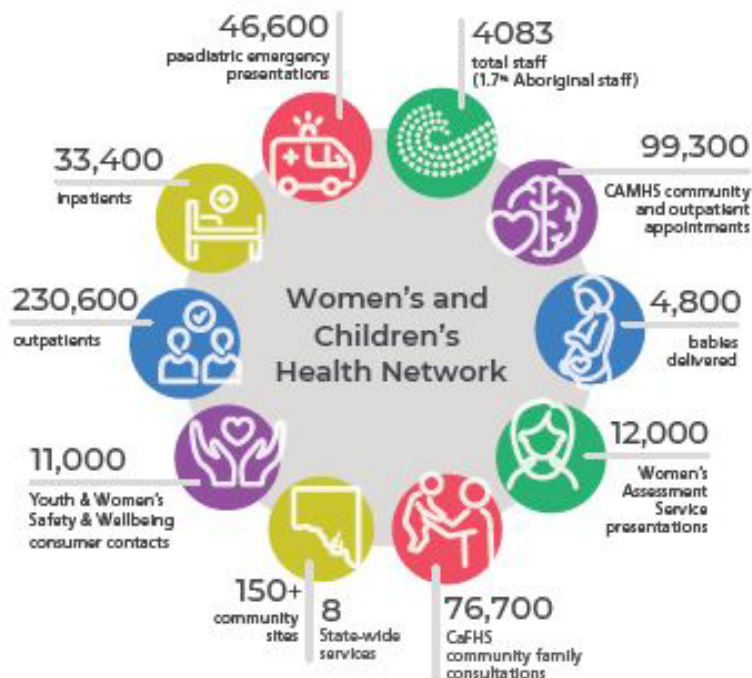 46,600
paediatric emergency
presentations
4083
total staff
(1.7% Aboriginal staff)
33,400
inpatients
99,300
CAMHS community
and outpatient
appointments
Women's and
Children's
Health Network
230,600
outpatients
4,800
babies
delivered
11,000
Youth & Women's
Safety & Wellbeing
consumer contacts
12,000
Women's
Assessment
Service
presentations
150+
community
sites
8
State-wide
services
76,700
CaFHS
community family
consultations